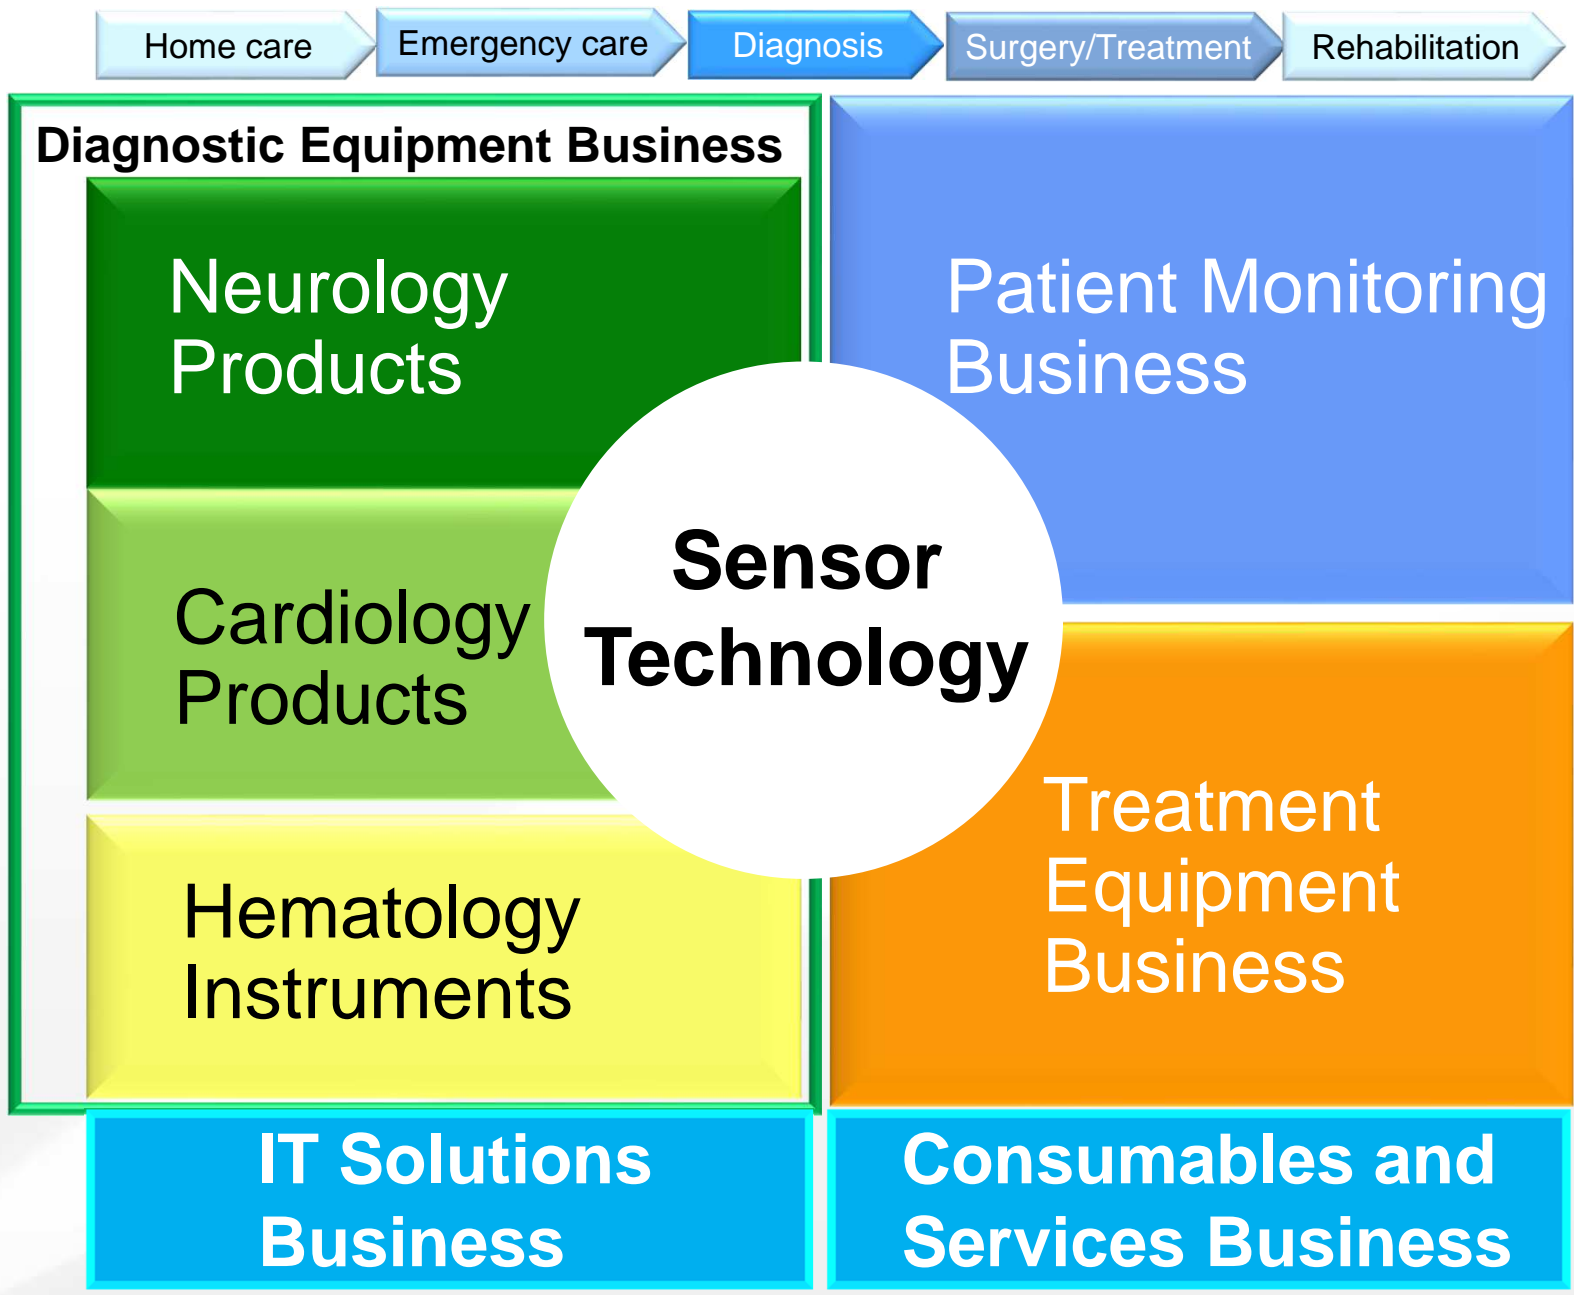 Home care
Emergency care
Diagnosis
Surgery/Treatment
Rehabilitation
Diagnostic Equipment Business
Neurology
Products
Patient Monitoring
Business
Sensor
Technology
Cardiology
Products
Treatment
Equipment
Business
Hematology
Instruments
IT Solutions
Business
Consumables and
Services Business